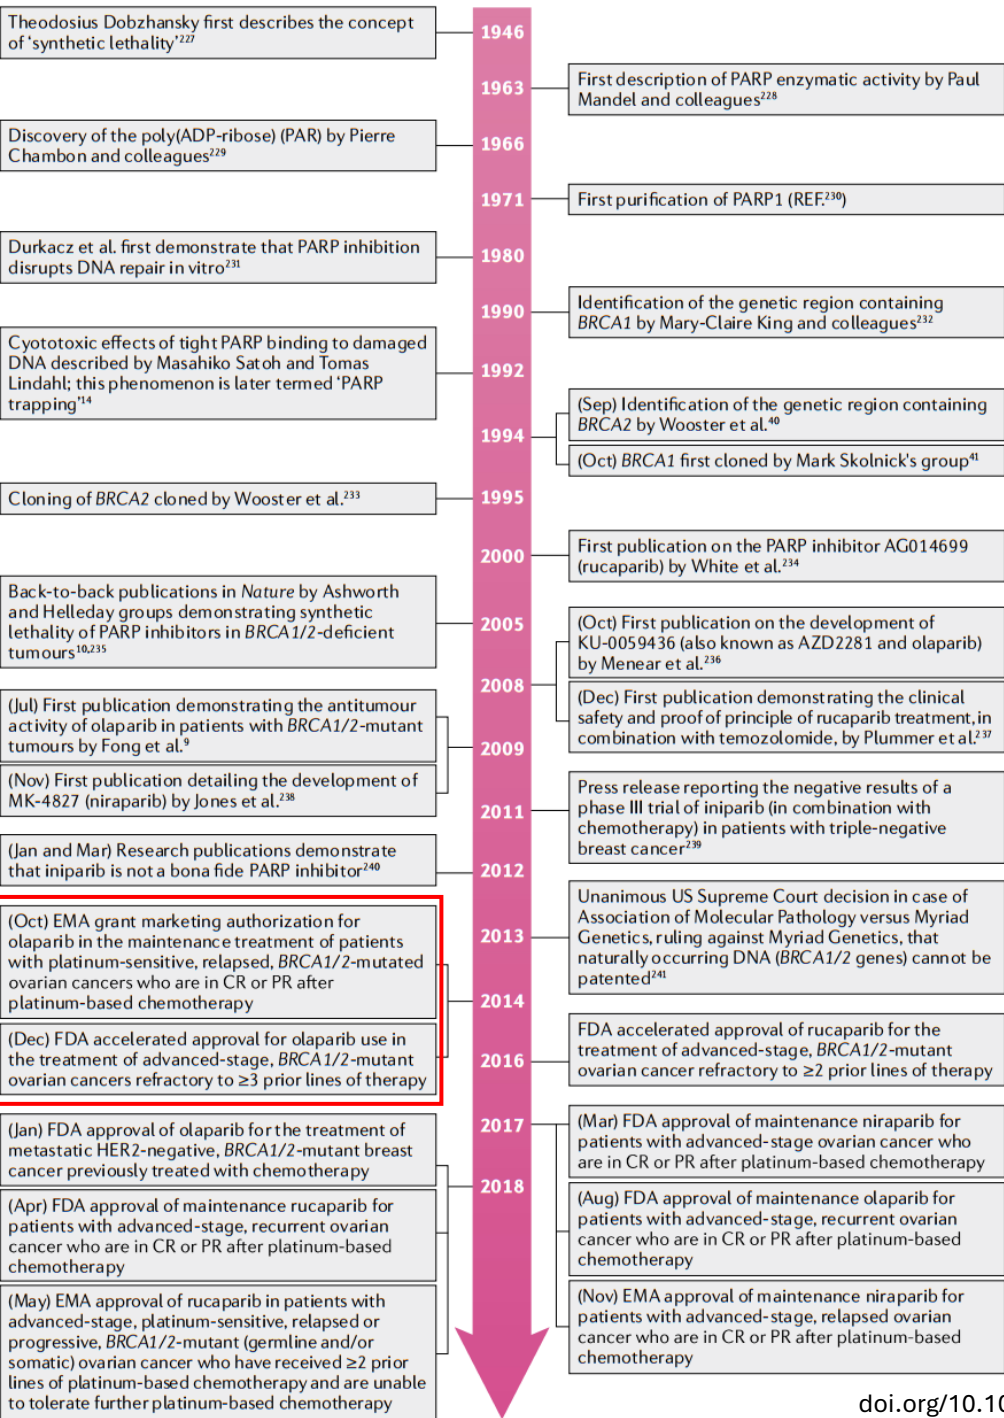 Theodosius Dobzhansky first describes the concept
of ‘synthetic lethality’²²⁷
1946
1963
First description of PARP enzymatic activity by Paul
Mandel and colleagues²²⁸
Discovery of the poly(ADP-ribose) (PAR) by Pierre
Chambon and colleagues²²⁹
1966
1971
First purification of PARP1 (REF.²³⁰)
Durkacz et al. first demonstrate that PARP inhibition
disrupts DNA repair in vitro²³¹
1980
1990
Identification of the genetic region containing
BRCA1 by Mary-Claire King and colleagues²³²
Cyototoxic effects of tight PARP binding to damaged
DNA described by Masahiko Satoh and Tomas
Lindahl; this phenomenon is later termed ‘PARP
trapping’¹⁴
1992
1994
(Sep) Identification of the genetic region containing
BRCA2 by Wooster et al.⁴⁰
(Oct) BRCA1 first cloned by Mark Skolnick's group⁴¹
Cloning of BRCA2 cloned by Wooster et al.²³³
1995
2000
First publication on the PARP inhibitor AG014699
(rucaparib) by White et al.²³⁴
Back-to-back publications in Nature by Ashworth
and Helleday groups demonstrating synthetic
lethality of PARP inhibitors in BRCA1/2-deficient
tumours¹⁰,²³⁵
2005
2008
(Oct) First publication on the development of
KU-0059436 (also known as AZD2281 and olaparib)
by Menear et al.²³⁶
(Dec) First publication demonstrating the clinical
safety and proof of principle of rucaparib treatment, in
combination with temozolomide, by Plummer et al.²³⁷
(Jul) First publication demonstrating the antitumour
activity of olaparib in patients with BRCA1/2-mutant
tumours by Fong et al.⁹
(Nov) First publication detailing the development of
MK-4827 (niraparib) by Jones et al.²³⁸
2009
2011
Press release reporting the negative results of a
phase III trial of iniparib (in combination with
chemotherapy) in patients with triple-negative
breast cancer²³⁹
(Jan and Mar) Research publications demonstrate
that iniparib is not a bona fide PARP inhibitor²⁴⁰
2012
2013
Unanimous US Supreme Court decision in case of
Association of Molecular Pathology versus Myriad
Genetics, ruling against Myriad Genetics, that
naturally occurring DNA (BRCA1/2 genes) cannot be
patented²⁴¹
(Oct) EMA grant marketing authorization for
olaparib in the maintenance treatment of patients
with platinum-sensitive, relapsed, BRCA1/2-mutated
ovarian cancers who are in CR or PR after
platinum-based chemotherapy
(Dec) FDA accelerated approval for olaparib use in
the treatment of advanced-stage, BRCA1/2-mutant
ovarian cancers refractory to ≥3 prior lines of therapy
2014
2016
FDA accelerated approval of rucaparib for the
treatment of advanced-stage, BRCA1/2-mutant
ovarian cancer refractory to ≥2 prior lines of therapy
2017
(Mar) FDA approval of maintenance niraparib for
patients with advanced-stage ovarian cancer who
are in CR or PR after platinum-based chemotherapy
(Aug) FDA approval of maintenance olaparib for
patients with advanced-stage, recurrent ovarian
cancer who are in CR or PR after platinum-based
chemotherapy
(Nov) EMA approval of maintenance niraparib for
patients with advanced-stage, relapsed ovarian
cancer who are in CR or PR after platinum-based
chemotherapy
(Jan) FDA approval of olaparib for the treatment of
metastatic HER2-negative, BRCA1/2-mutant breast
cancer previously treated with chemotherapy
(Apr) FDA approval of maintenance rucaparib for
patients with advanced-stage, recurrent ovarian
cancer who are in CR or PR after platinum-based
chemotherapy
(May) EMA approval of rucaparib in patients with
advanced-stage, platinum-sensitive, relapsed or
progressive, BRCA1/2-mutant (germline and/or
somatic) ovarian cancer who have received ≥2 prior
lines of platinum-based chemotherapy and are unable
to tolerate further platinum-based chemotherapy
2018
doi.org/10.10